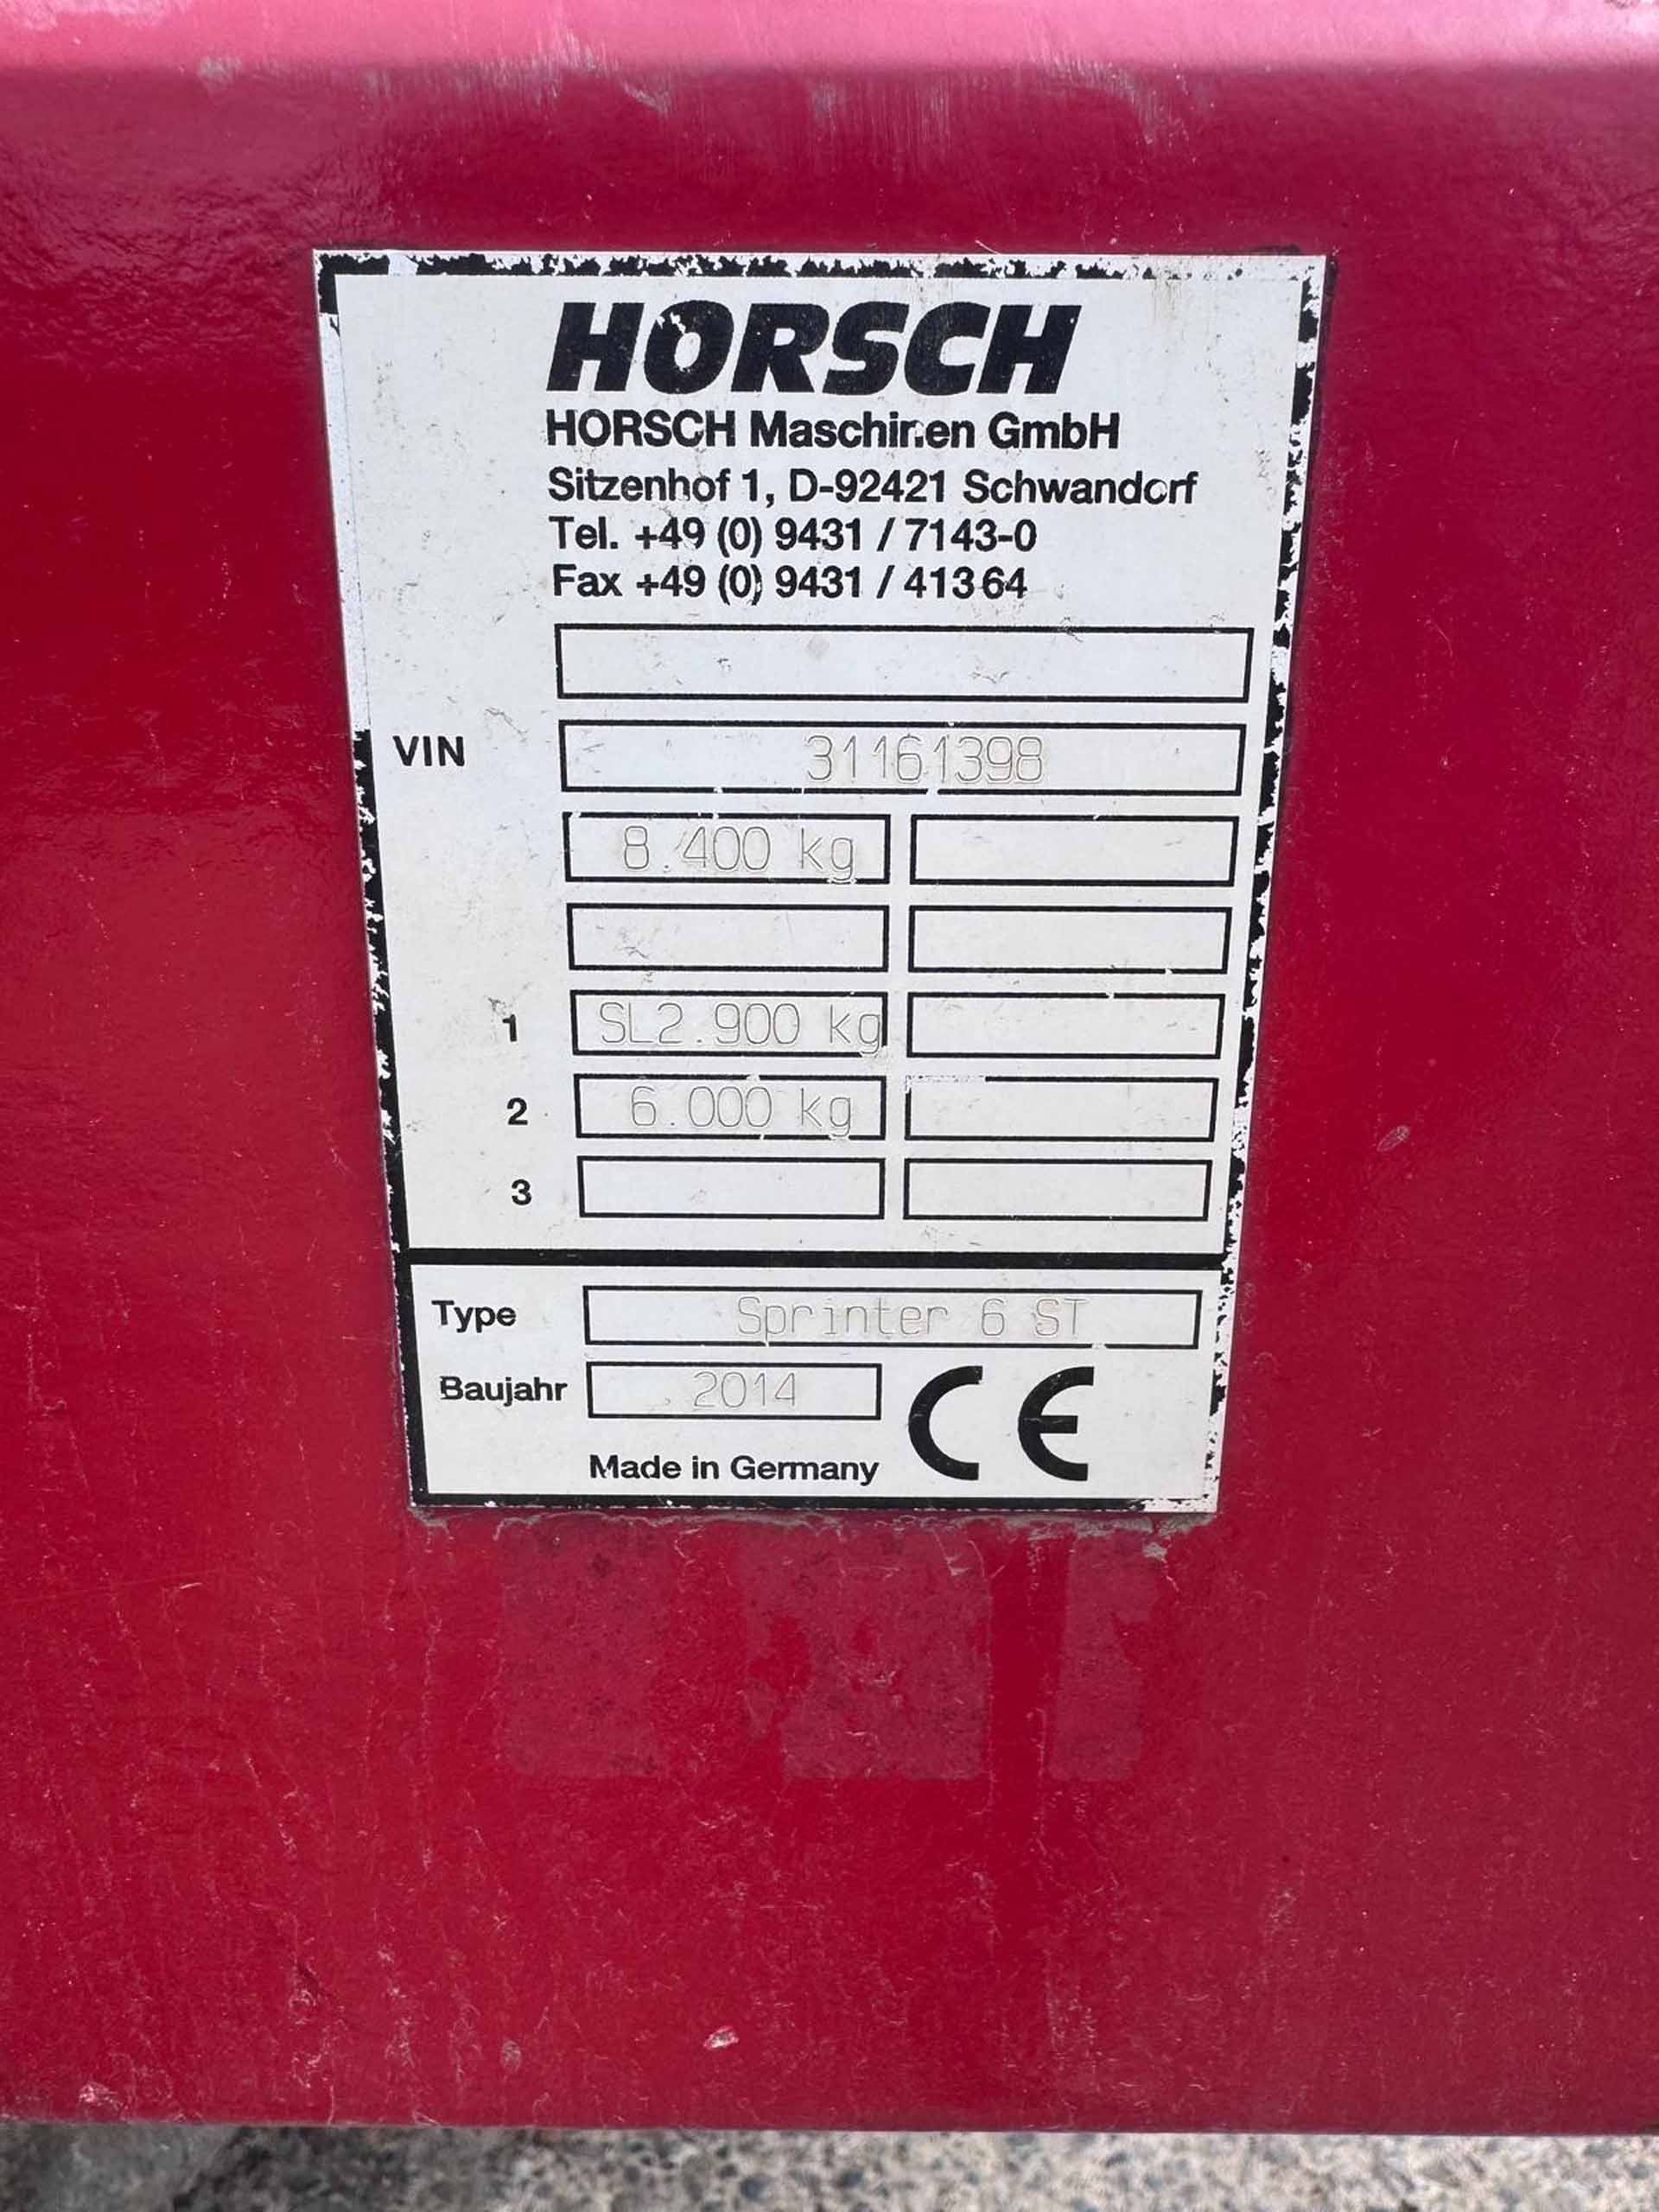 HORSCH
HORSCH Maschinen GmbH
Sitzenhof 1, D-92421 Schwandorf
Tel. +49 (0) 9431 / 7143-0
Fax +49 (0) 9431 / 41364
VIN 31161398
8.400 kg
1 SL2.900 kg
2 6.000 kg
3
Type Sprinter 6 ST
Baujahr 2014 CE
Made in Germany